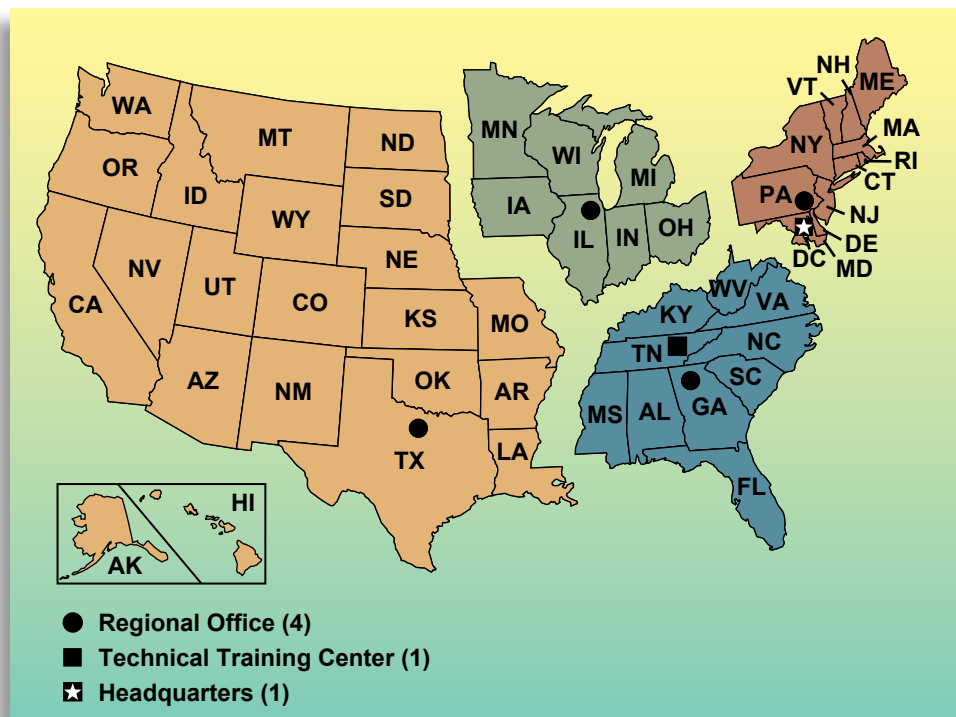 WA
MT
ND
OR
ID
SD
WY
NE
NV
UT
CO
KS
CA
MO
AZ
NM
OK
AR
TX
LA
MN
WI
MI
IA
IL
IN
OH
NH
VT
ME
NY
MA
RI
CT
PA
NJ
DE
DC
MD
WV
VA
KY
TN
NC
SC
MS
AL
GA
FL
HI
AK
Regional Office (4)
Technical Training Center (1)
Headquarters (1)